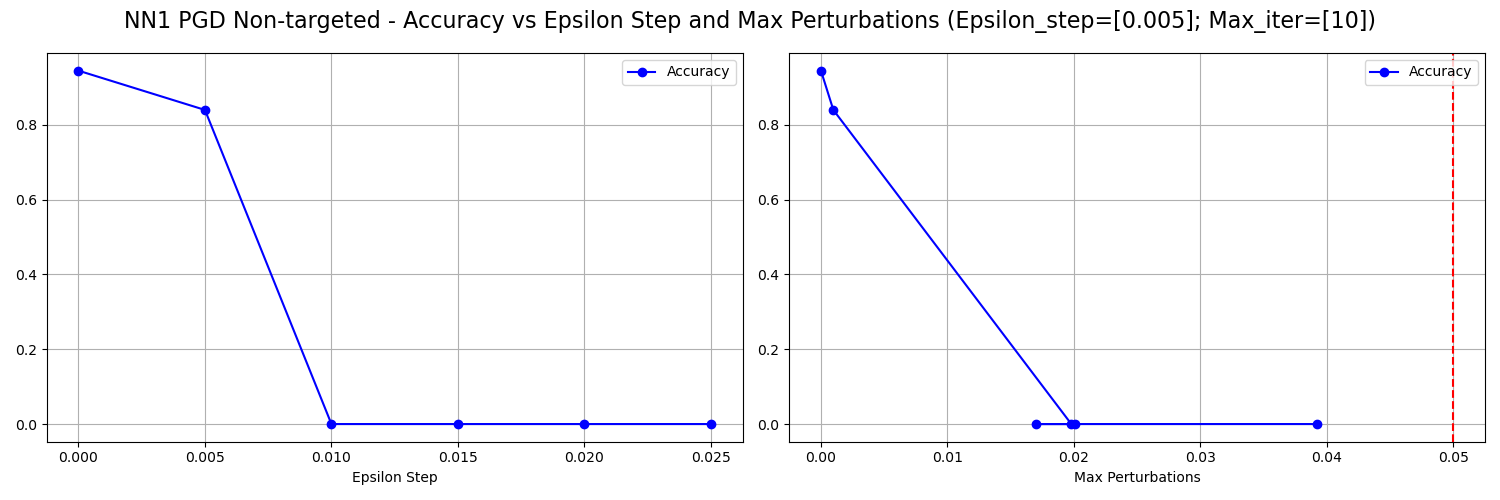 NN1 PGD Non-targeted - Accuracy vs Epsilon Step and Max Perturbations (Epsilon_step=[0.005]; Max_iter=[10])
Accuracy
0.8
0.6
0.4
0.2
0.0
0.000 0.005 0.010 0.015 0.020 0.025
Epsilon Step
Accuracy
0.8
0.6
0.4
0.2
0.0
0.00 0.01 0.02 0.03 0.04 0.05
Max Perturbations